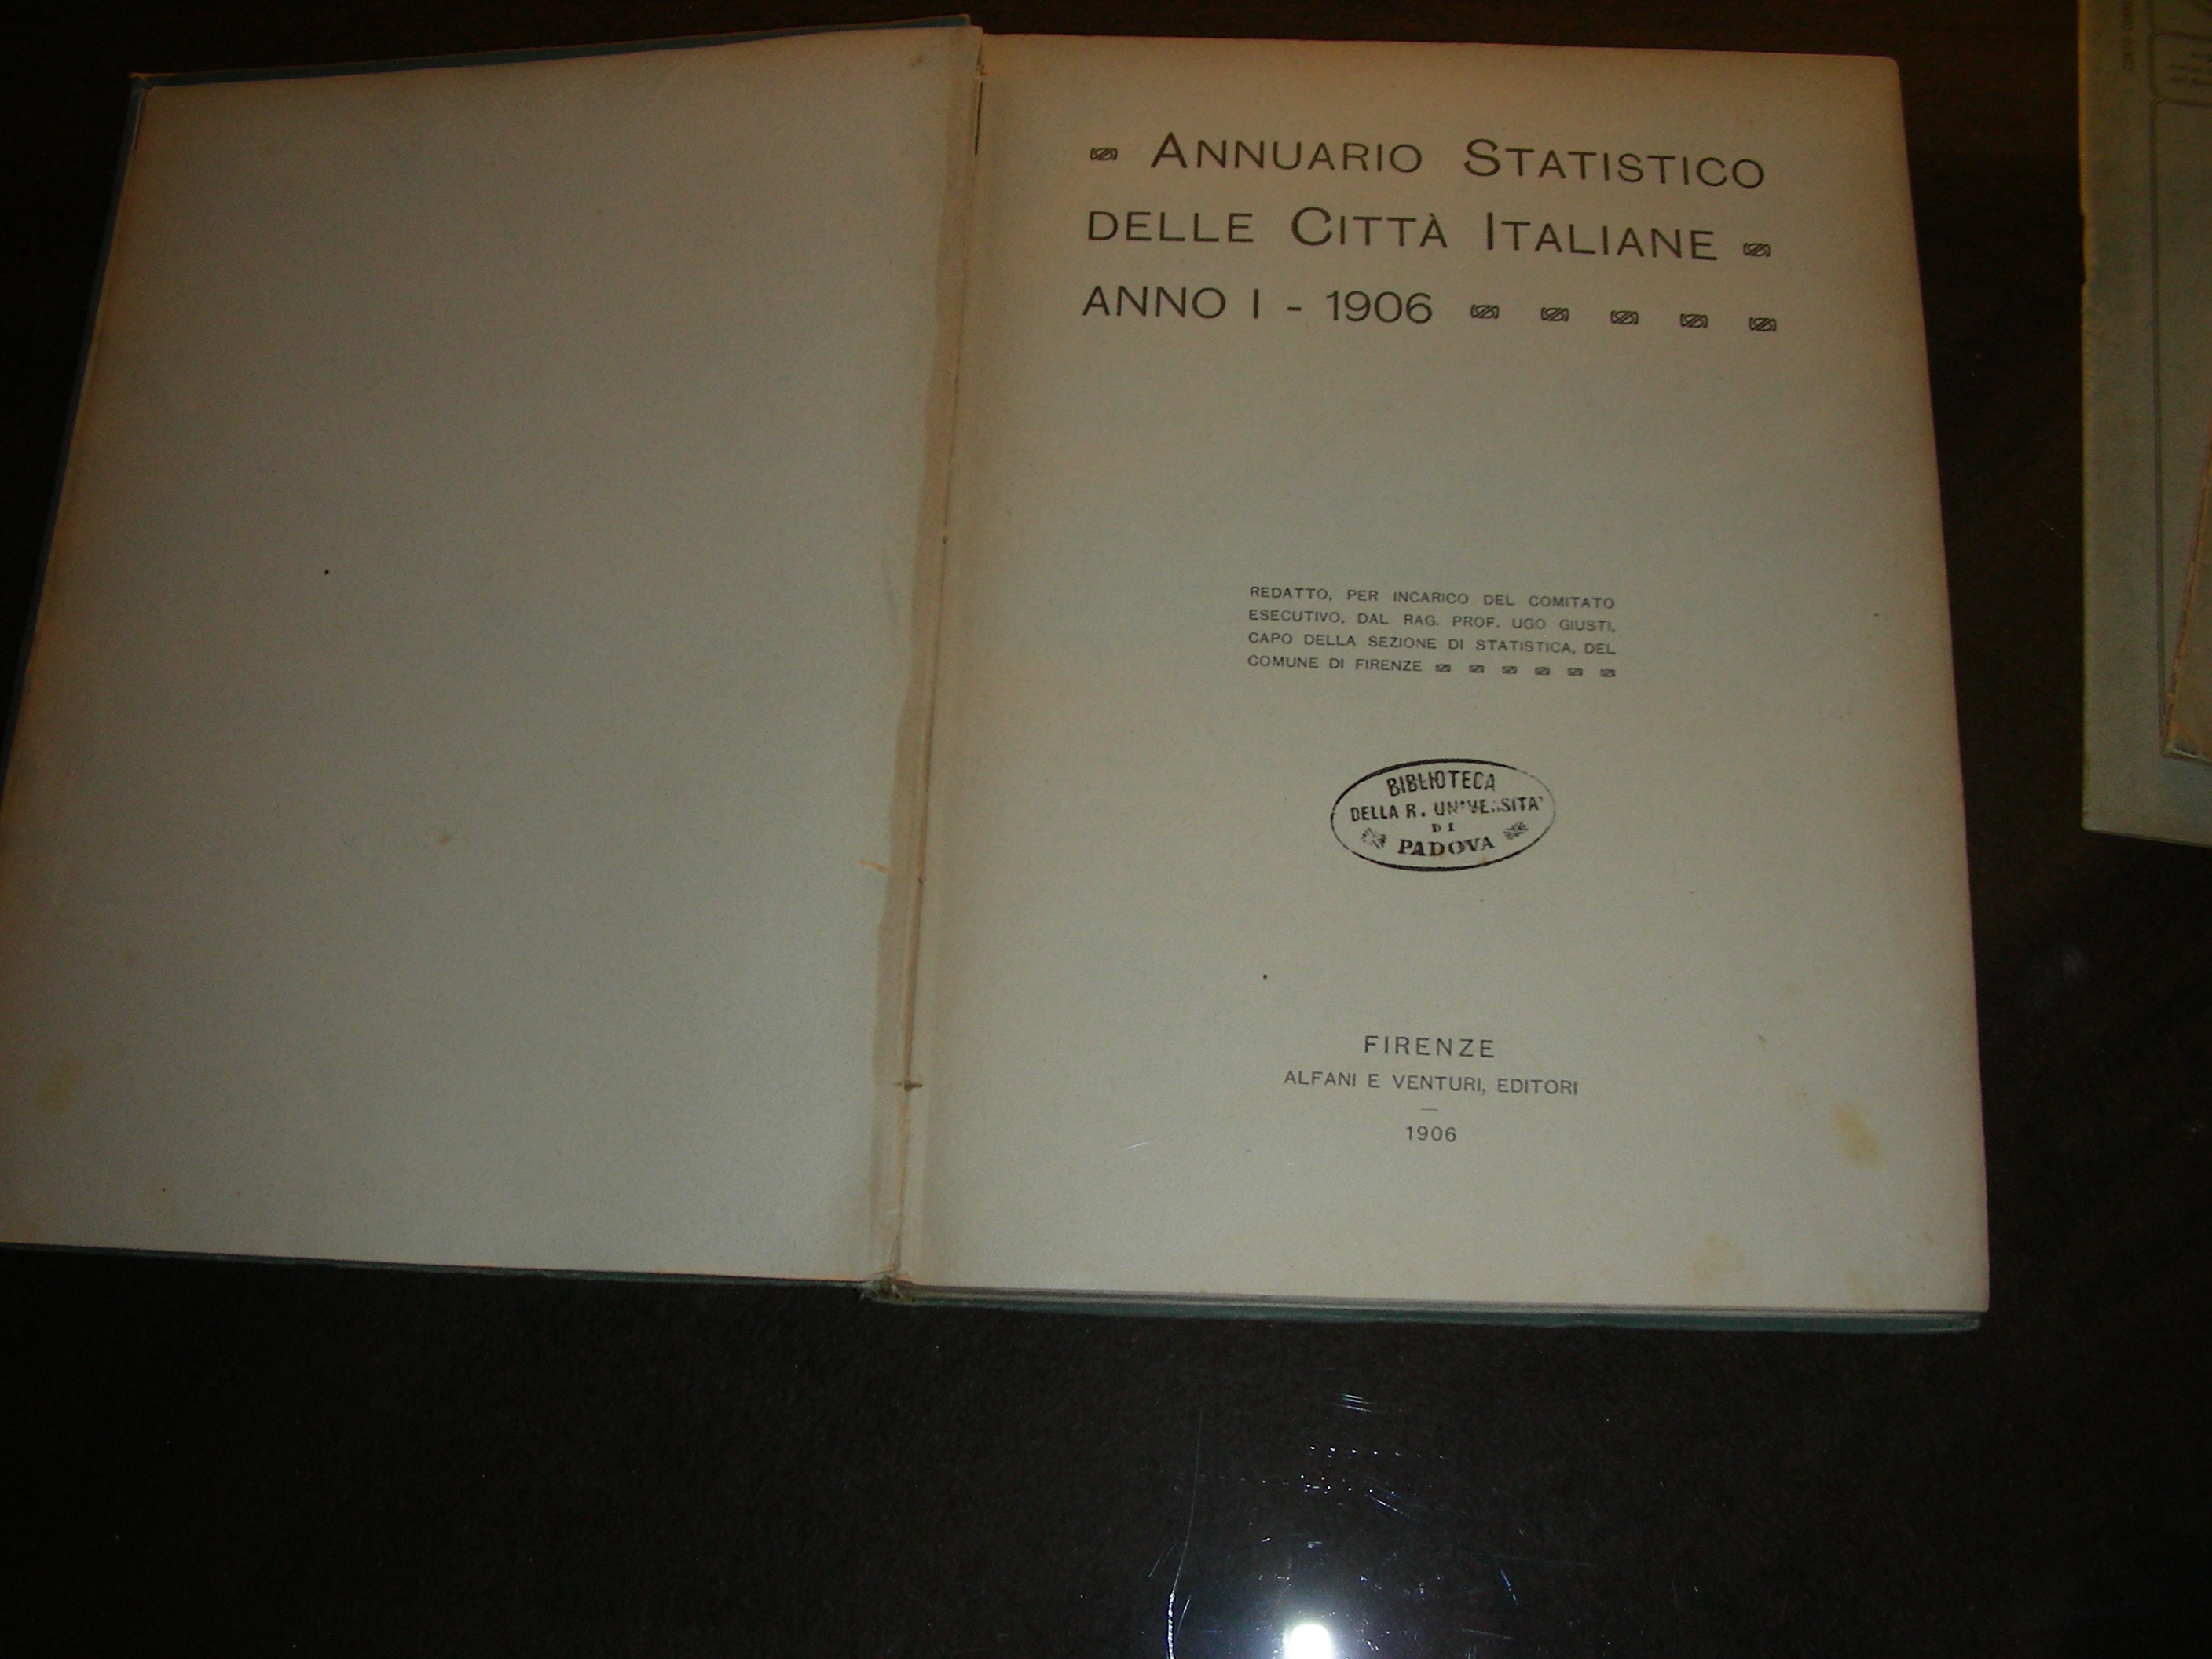 ANNUARIO STATISTICO
DELLE CITTÀ ITALIANE
ANNO I - 1906
REDATTO, PER INCARICO DEL COMITATO
ESECUTIVO, DAL RAG. PROF. UGO GIUSTI,
CAPO DELLA SEZIONE DI STATISTICA, DEL
COMUNE DI FIRENZE
BIBLIOTECA
DELLA R. UNIVERSITA'
DI
PADOVA
FIRENZE
ALFANI E VENTURI, EDITORI
1906